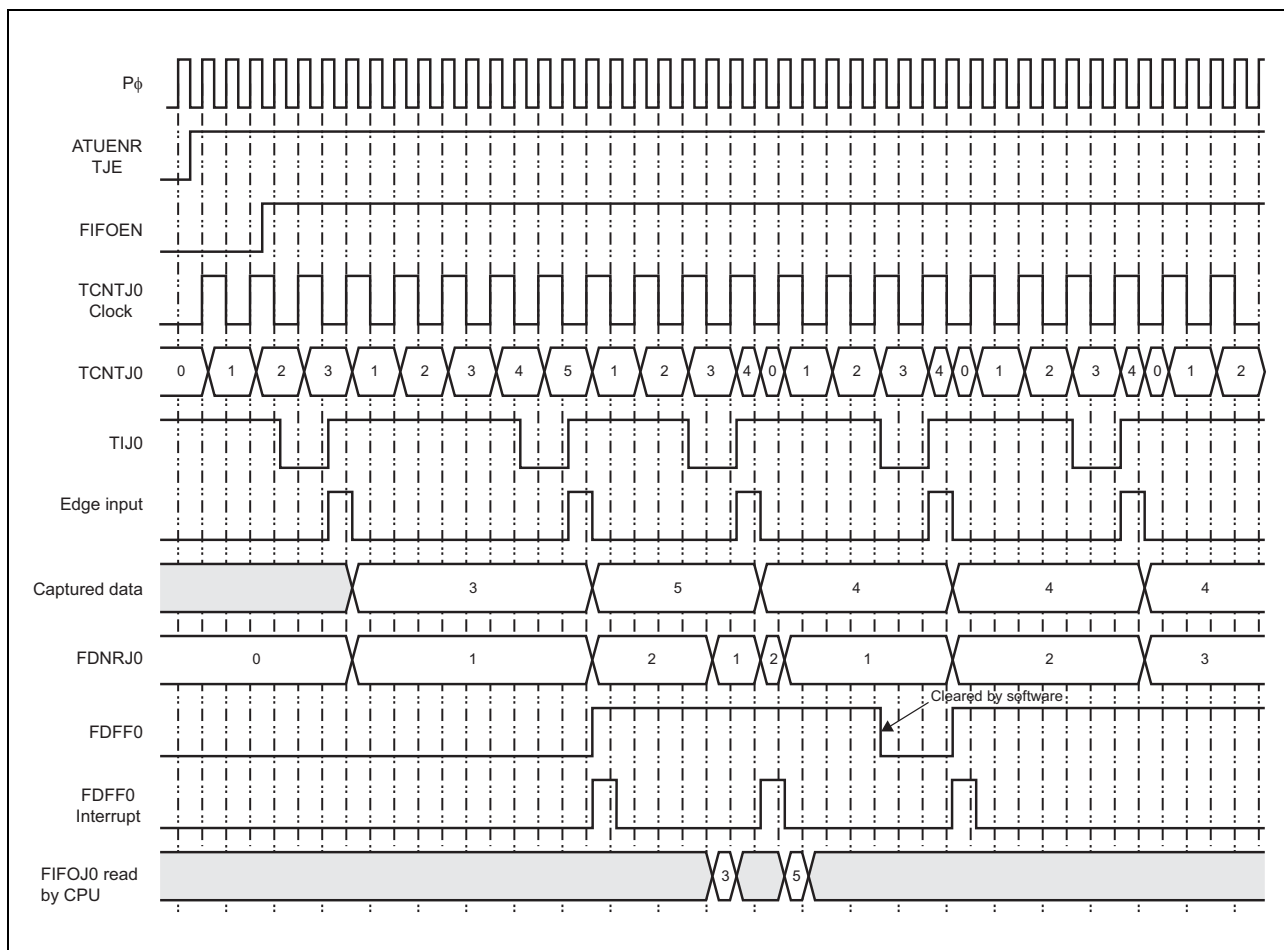 Pϕ
ATUENR
TJE
FIFOEN
TCNTJ0
Clock
TCNTJ0 0 1 2 3 1 2 3 4 5 1 2 3 4 0 1 2 3 4 0 1 2 3 4 0 1 2
TIJ0
Edge input
Captured data 3 5 4 4 4
FDNRJ0 0 1 2 1 2 1 2 3
Cleared by software
FDFF0
FDFF0
Interrupt
FIFOJ0 read
by CPU
3 5